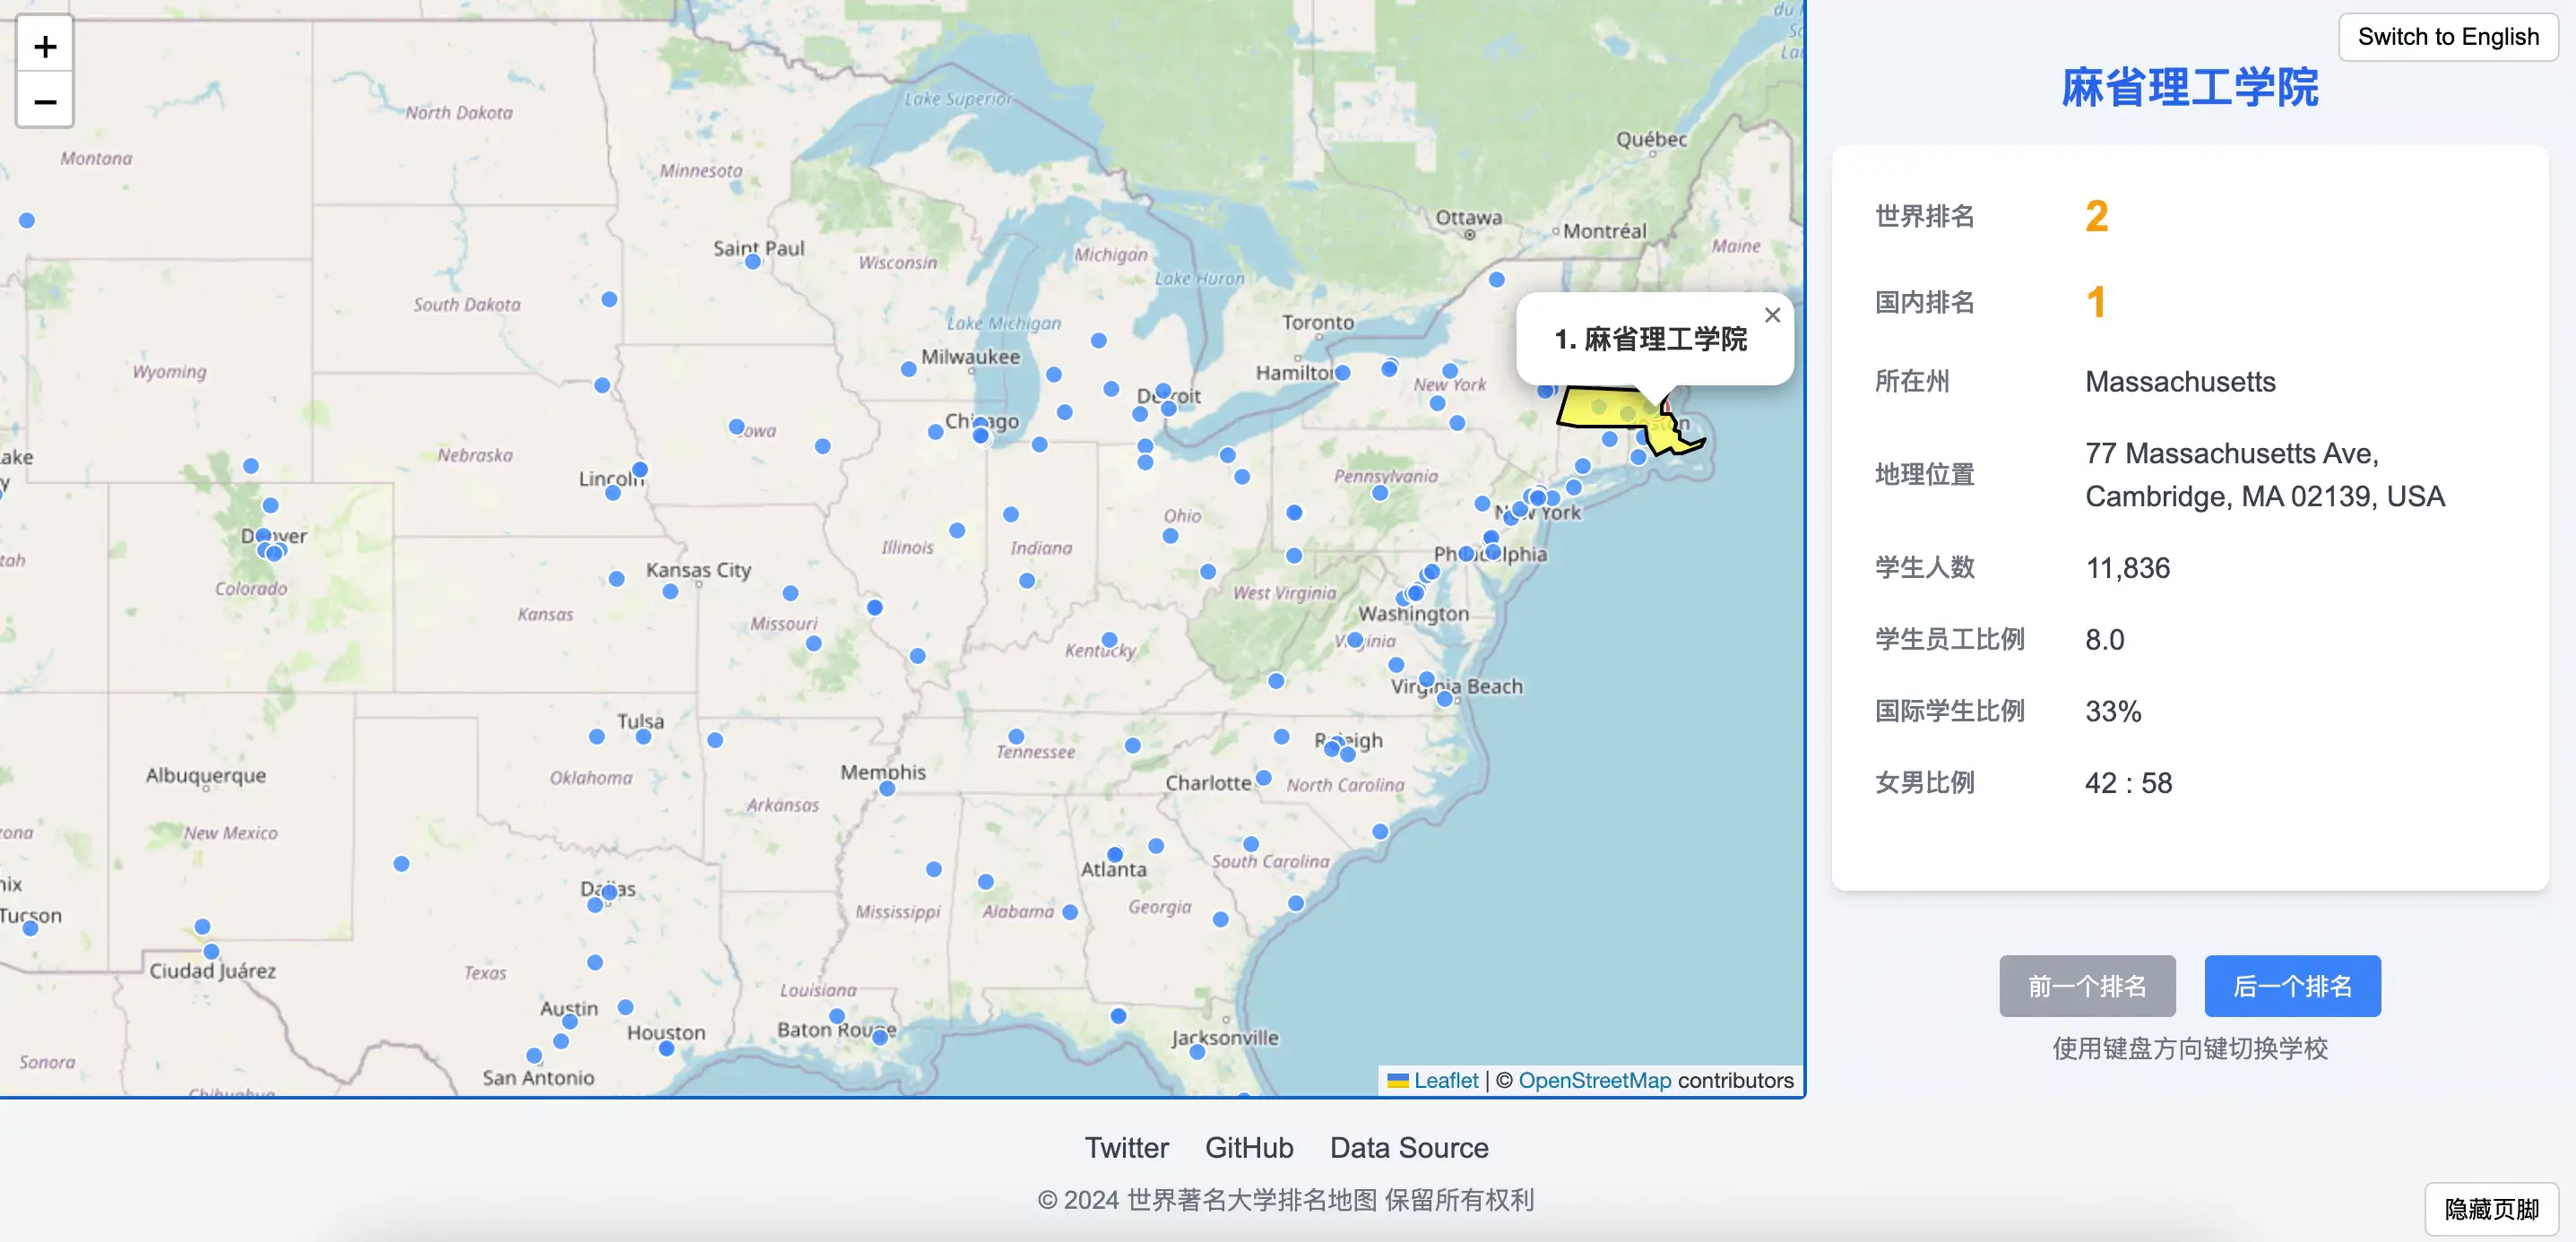 +
−
Montana
North Dakota
Minnesota
Lake Superior
Québec
Ottawa
Montréal
Maine
Saint Paul
Wisconsin
Michigan
Lake Huron
South Dakota
Lake Michigan
Toronto
1. 麻省理工学院
×
Milwaukee
Hamilton
Wyoming
New York
Detroit
Chicago
Iowa
Nebraska
Lincoln
Pennsylvania
New York
Denver
Ohio
Illinois
Indiana
Philadelphia
Kansas City
Colorado
West Virginia
Kansas
Missouri
Washington
Virginia
Kentucky
Virginia Beach
Tulsa
Raleigh
Tennessee
Oklahoma
Albuquerque
Memphis
Charlotte
North Carolina
Arkansas
New Mexico
Atlanta
South Carolina
Dallas
Tucson
Mississippi
Alabama
Georgia
Ciudad Juárez
Texas
Louisiana
Austin
Houston
Baton Rouge
Jacksonville
Sonora
San Antonio
Chihuahua
Leaflet | © OpenStreetMap contributors
Switch to English
麻省理工学院
世界排名 2
国内排名 1
所在州 Massachusetts
地理位置 77 Massachusetts Ave,
Cambridge, MA 02139, USA
学生人数 11,836
学生员工比例 8.0
国际学生比例 33%
女男比例 42 : 58
前一个排名 后一个排名
使用键盘方向键切换学校
Twitter GitHub Data Source
© 2024 世界著名大学排名地图 保留所有权利
隐藏页脚